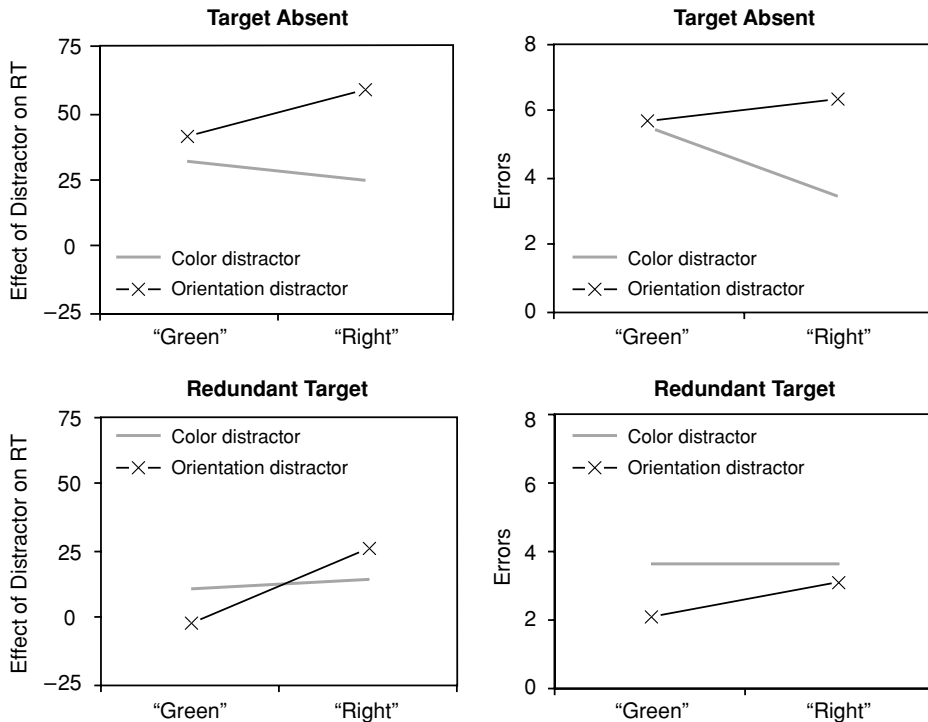 Target Absent
Effect of Distractor on RT
75
50
25
0
−25
Color distractor
Orientation distractor
“Green”
“Right”
Target Absent
Errors
8
6
4
2
0
Color distractor
Orientation distractor
“Green”
“Right”
Redundant Target
Effect of Distractor on RT
75
50
25
0
−25
Color distractor
Orientation distractor
“Green”
“Right”
Redundant Target
Errors
8
6
4
2
0
Color distractor
Orientation distractor
“Green”
“Right”